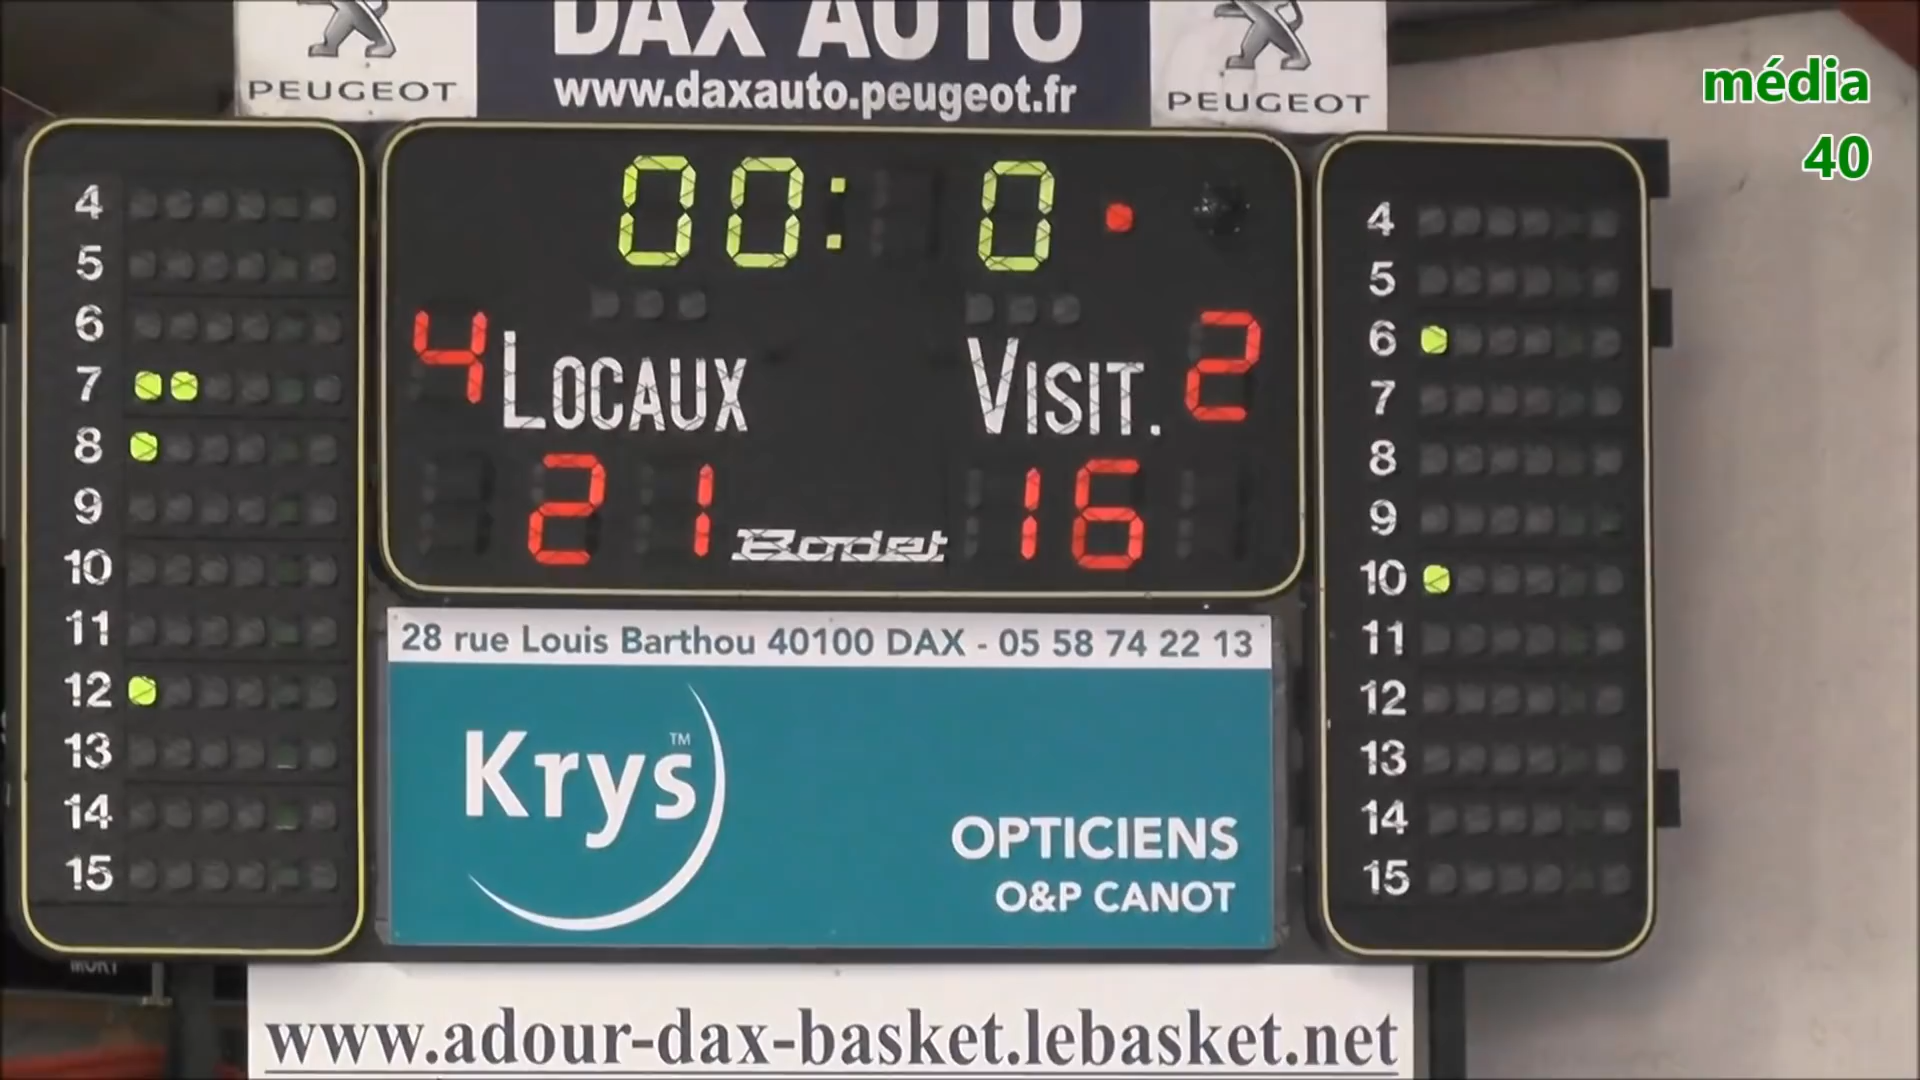 DAX AUTO
www.daxauto.peugeot.fr
PEUGEOT
PEUGEOT
média
40
00:0
4 LOCAUX VISIT. 2
21 16
Bodet
4
5
6
7
8
9
10
11
12
13
14
15
4
5
6
7
8
9
10
11
12
13
14
15
28 rue Louis Barthou 40100 DAX - 05 58 74 22 13
Krys™
OPTICIENS
O&P CANOT
www.adour-dax-basket.lebasket.net